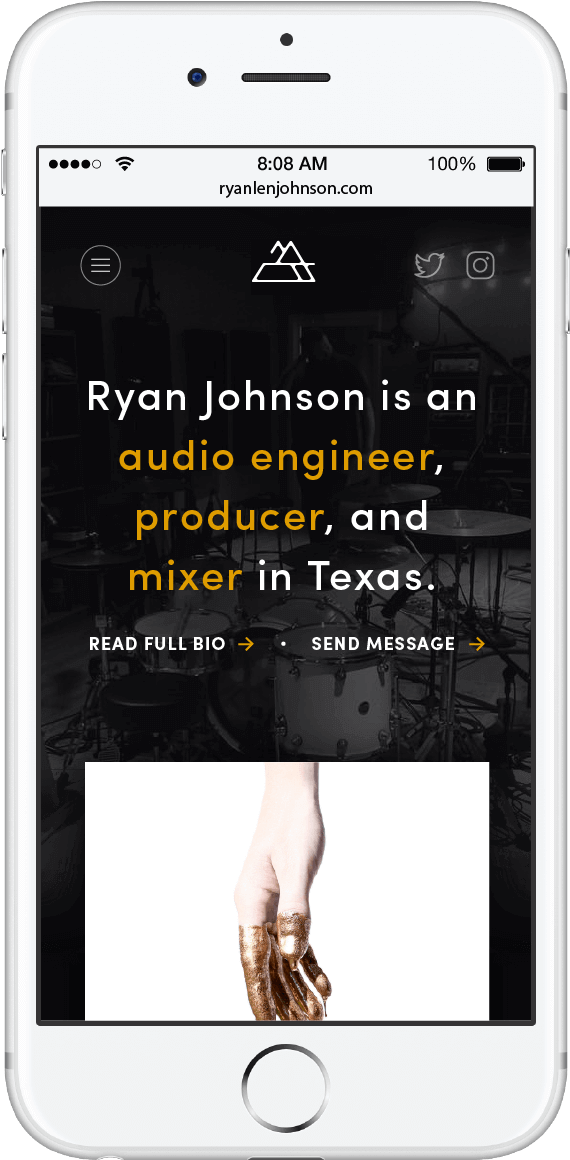 8:08 AM
100%
ryanlenjohnson.com
Ryan Johnson is an
audio engineer,
producer, and
mixer in Texas.
READ FULL BIO → • SEND MESSAGE →